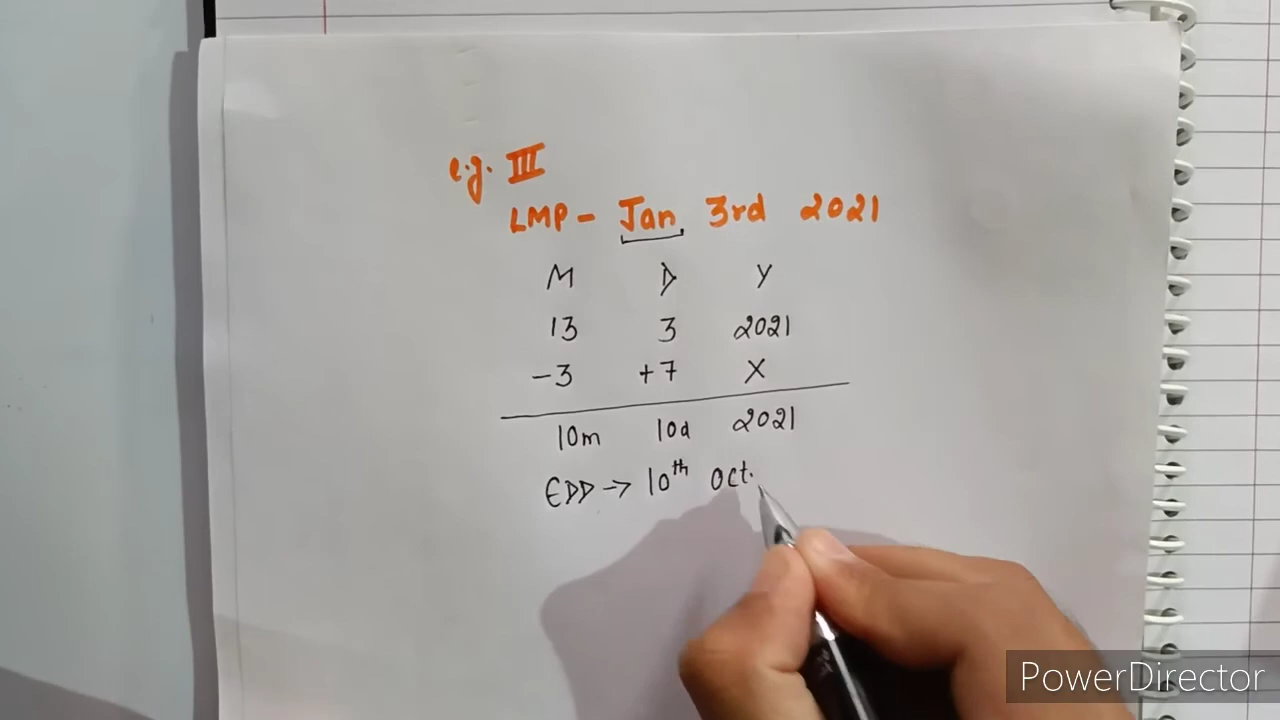 e.g. III
LMP - Jan 3rd 2021
M D Y
13 3 2021
-3 +7 X
10m 10d 2021
EDD → 10th Oct.
PowerDirector